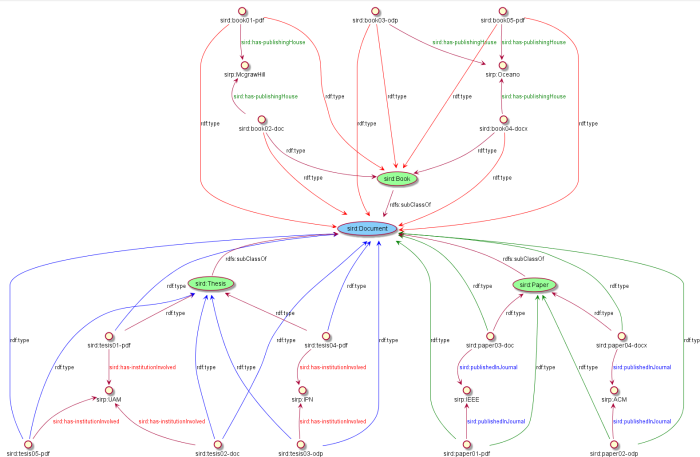 sird:book01-pdf
sird:book03-odp
sird:book05-pdf
sird:has-publishingHouse
sird:has-publishingHouse
sird:has-publishingHouse
sirp:McgrawHill
sirp:Oceano
rdf:type
rdf:type
sird:has-publishingHouse
sird:has-publishingHouse
sird:book02-doc
sird:book04-docx
rdf:type
rdf:type
rdf:type
rdf:type
rdf:type
rdf:type
rdf:type
rdf:type
sird:Book
rdfs:subClassOf
sird:Document
rdfs:subClassOf
rdfs:subClassOf
sird:Thesis
sird:Paper
rdf:type
rdf:type
rdf:type
rdf:type
rdf:type
rdf:type
rdf:type
rdf:type
sird:tesis01-pdf
sird:tesis04-pdf
sird:paper03-doc
sird:paper04-docx
rdf:type
rdf:type
sird:has-institutionInvolved
sird:has-institutionInvolved
sird:publishedInJournal
sird:publishedInJournal
rdf:type
rdf:type
rdf:type
rdf:type
rdf:type
rdf:type
sirp:UAM
sirp:IPN
sirp:IEEE
sirp:ACM
sird:has-institutionInvolved
sird:has-institutionInvolved
sird:has-institutionInvolved
sird:publishedInJournal
sird:publishedInJournal
sird:tesis05-pdf
sird:tesis02-doc
sird:tesis03-odp
sird:paper01-pdf
sird:paper02-odp